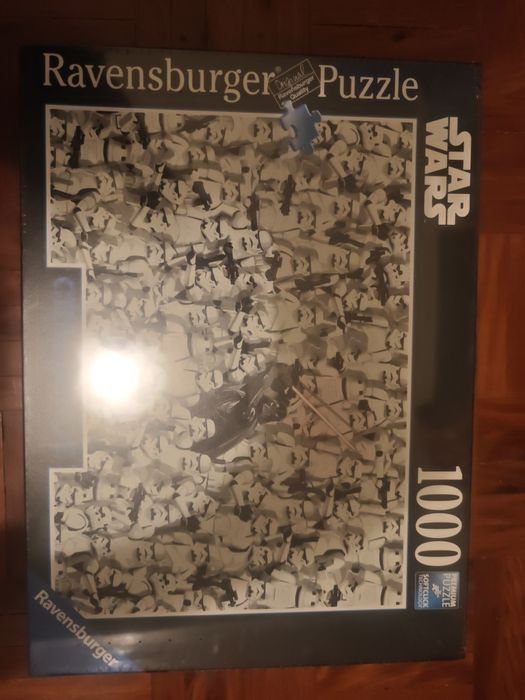 Ravensburger® Puzzle
Original
Ravensburger
Quality
STAR
WARS
1000
PREMIUM
PUZZLE
SOFTCLICK
TECHNOLOGY
Ravensburger